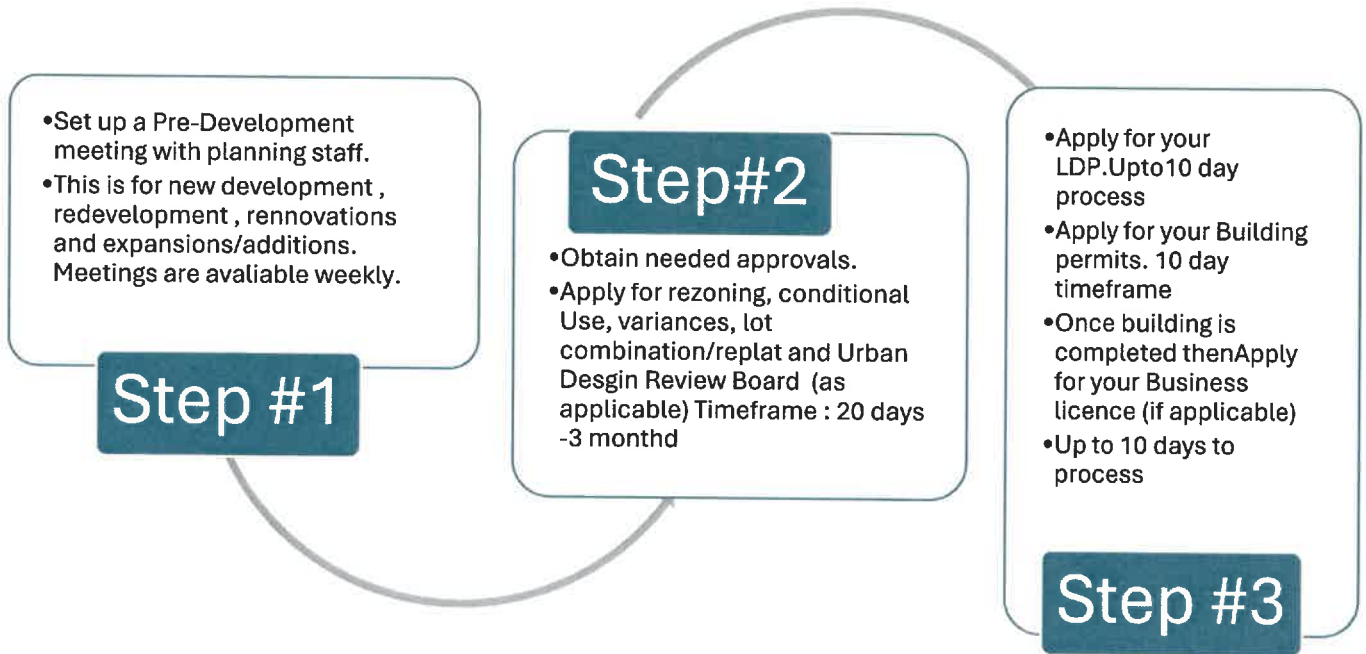 •Set up a Pre-Development
meeting with planning staff.
•This is for new development ,
redevelopment , rennovations
and expansions/additions.
Meetings are avaliable weekly.
Step #1
Step#2
•Obtain needed approvals.
•Apply for rezoning, conditional
Use, variances, lot
combination/replat and Urban
Desgin Review Board (as
applicable) Timeframe : 20 days
-3 monthd
•Apply for your
LDP.Upto10 day
process
•Apply for your Building
permits. 10 day
timeframe
•Once building is
completed thenApply
for your Business
licence (if applicable)
•Up to 10 days to
process
Step #3